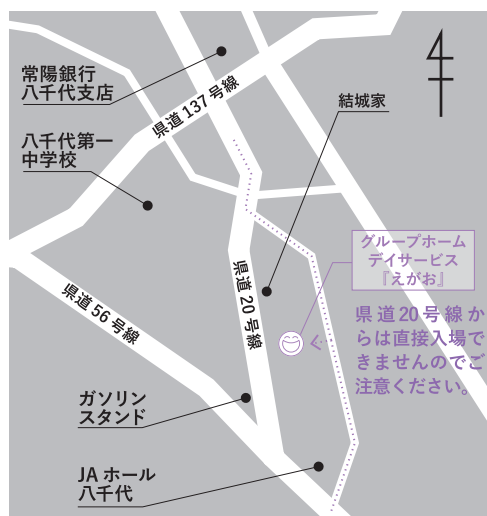 常陽銀行
八千代支店
県道137号線
結城家
八千代第一
中学校
グループホーム
デイサービス
『えがお』
県道20号線
県道56号線
県道20号線か
らは直接入場で
きませんのでご
注意ください。
ガソリン
スタンド
JAホール
八千代